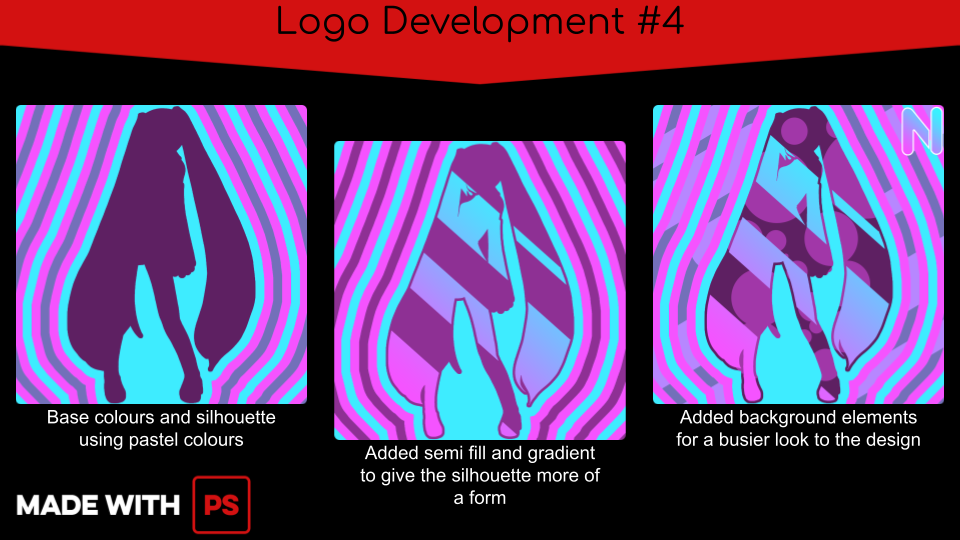 Logo Development #4
N
Base colours and silhouette
using pastel colours
Added semi fill and gradient
to give the silhouette more of
a form
Added background elements
for a busier look to the design
MADE WITH PS